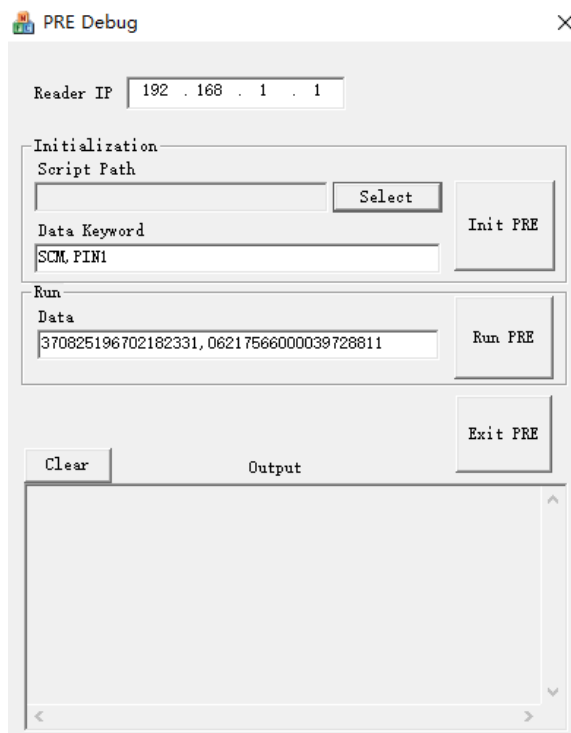 PRE Debug
Reader IP 192 . 168 . 1 . 1
Initialization
Script Path
Select
Init PRE
Data Keyword
SCM,PIN1
Run
Data
370825196702182331,06217566000039728811
Run PRE
Exit PRE
Clear
Output